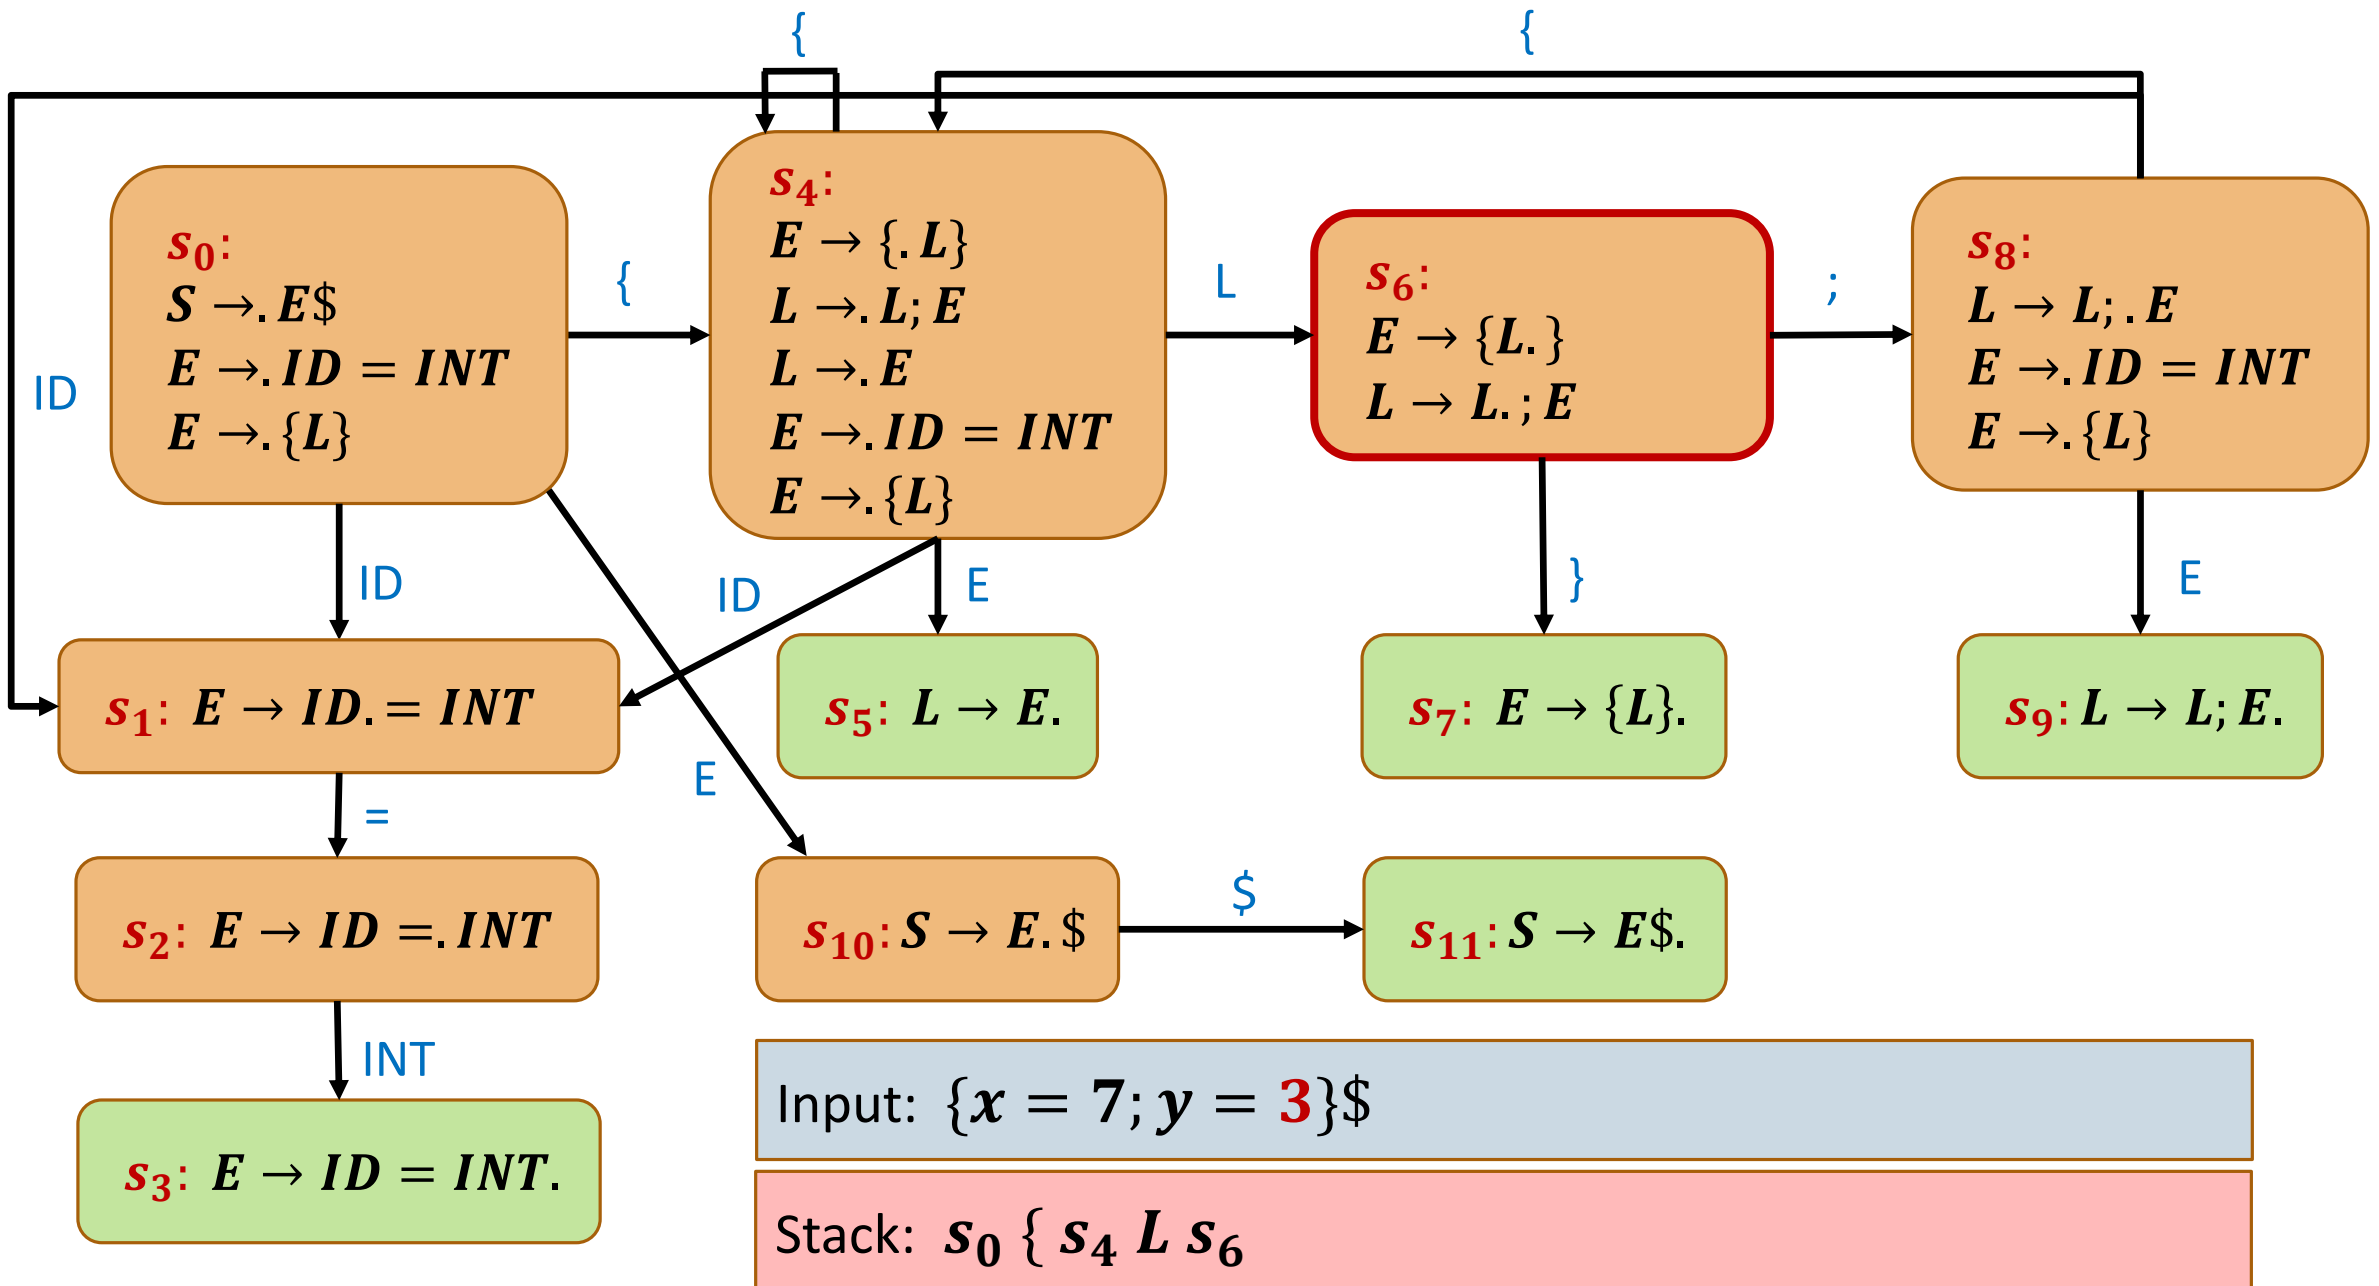 {
{
s₀:
S →. E$
E →. ID = INT
E →. {L}
{
s₄:
E → {. L}
L →. L; E
L →. E
E →. ID = INT
E →. {L}
L
s₆:
E → {L. }
L → L. ; E
;
s₈:
L → L; . E
E →. ID = INT
E →. {L}
ID
ID
ID
E
}
E
s₁: E → ID. = INT
s₅: L → E.
s₇: E → {L}.
s₉: L → L; E.
E
=
s₂: E → ID =. INT
s₁₀: S → E. $
$
s₁₁: S → E$.
INT
s₃: E → ID = INT.
Input: {x = 7; y = 3}$
Stack: s₀ { s₄ L s₆